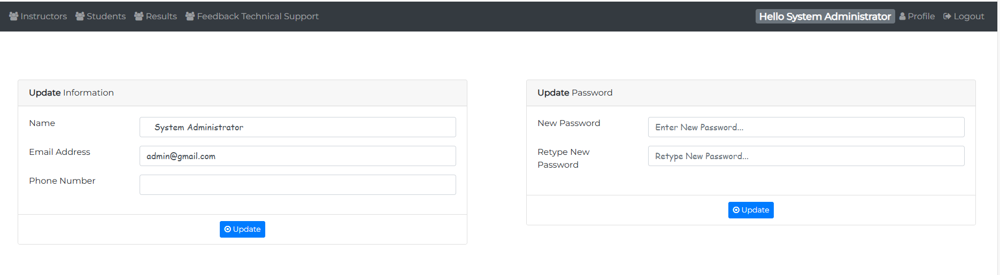 Instructors Students Results Feedback Technical Support Hello System Administrator Profile Logout
Update Information
Name System Administrator
Email Address admin@gmail.com
Phone Number
Update
Update Password
New Password Enter New Password...
Retype New Password Retype New Password...
Update